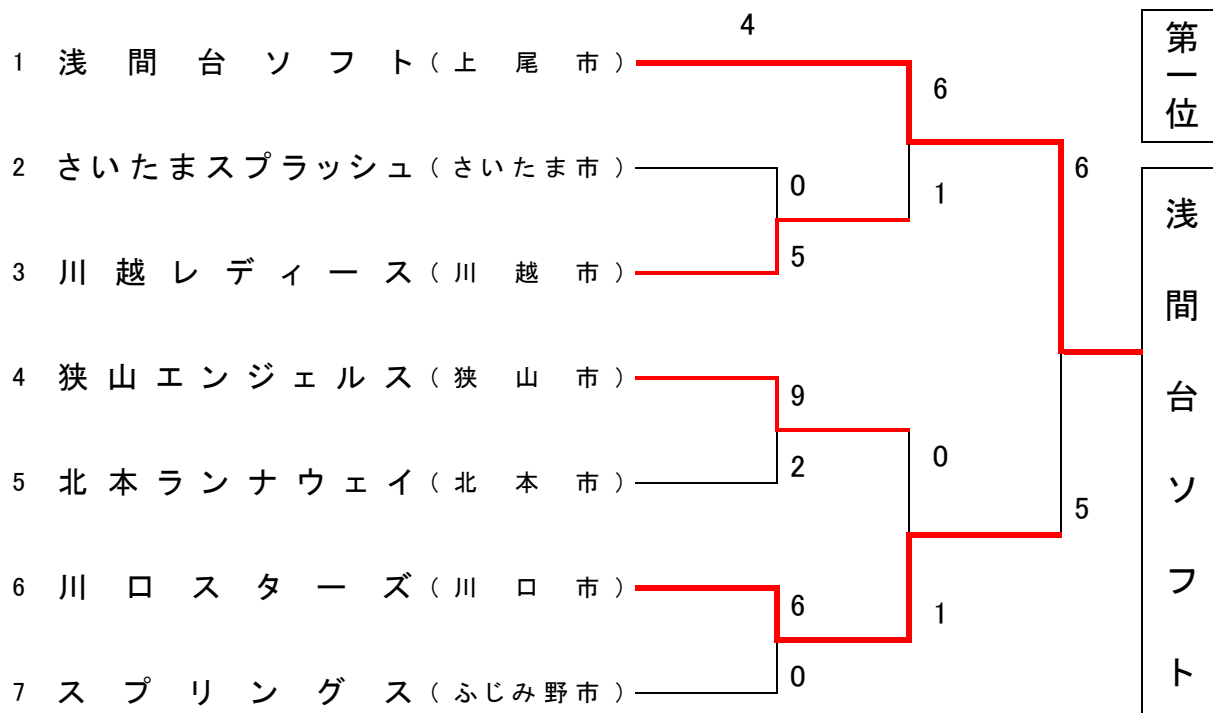 4
1 浅間台ソフト(上尾市)
6
2 さいたまスプラッシュ(さいたま市)
0
1
6
3 川越レディース(川越市)
5
4 狭山エンジェルス(狭山市)
9
0
5 北本ランナウェイ(北本市)
2
5
6 川口スターズ(川口市)
6
1
7 スプリングス(ふじみ野市)
0
第一位
浅間台ソフト